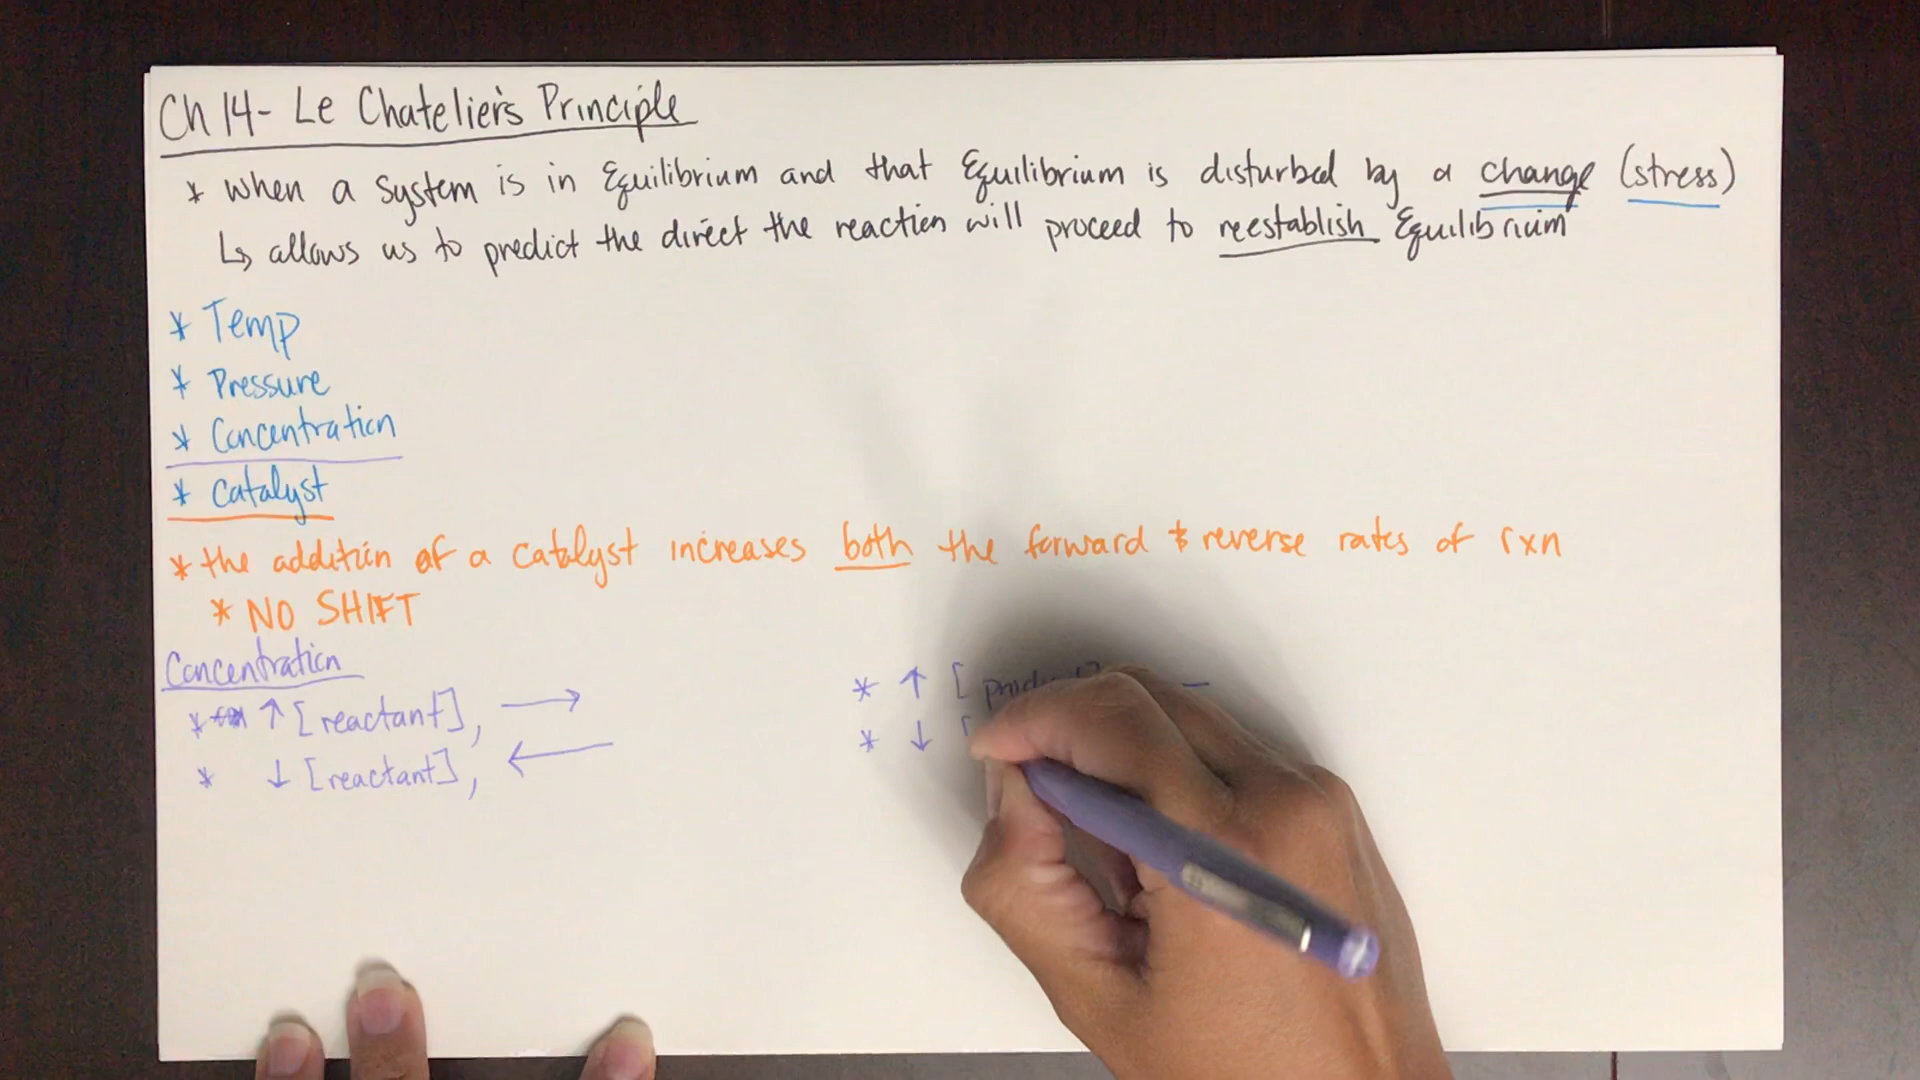 Ch 14- Le Chatelier's Principle
* When a system is in Equilibrium and that Equilibrium is disturbed by a change (stress)
↳ allows us to predict the direct the reaction will proceed to reestablish Equilibrium
* Temp
* Pressure
* Concentration
* Catalyst
* the addition of a catalyst increases both the forward & reverse rates of rxn
* NO SHIFT
Concentration
* ↑ [reactant], →
* ↓ [reactant], ←
* ↑ [product]
* ↓ [